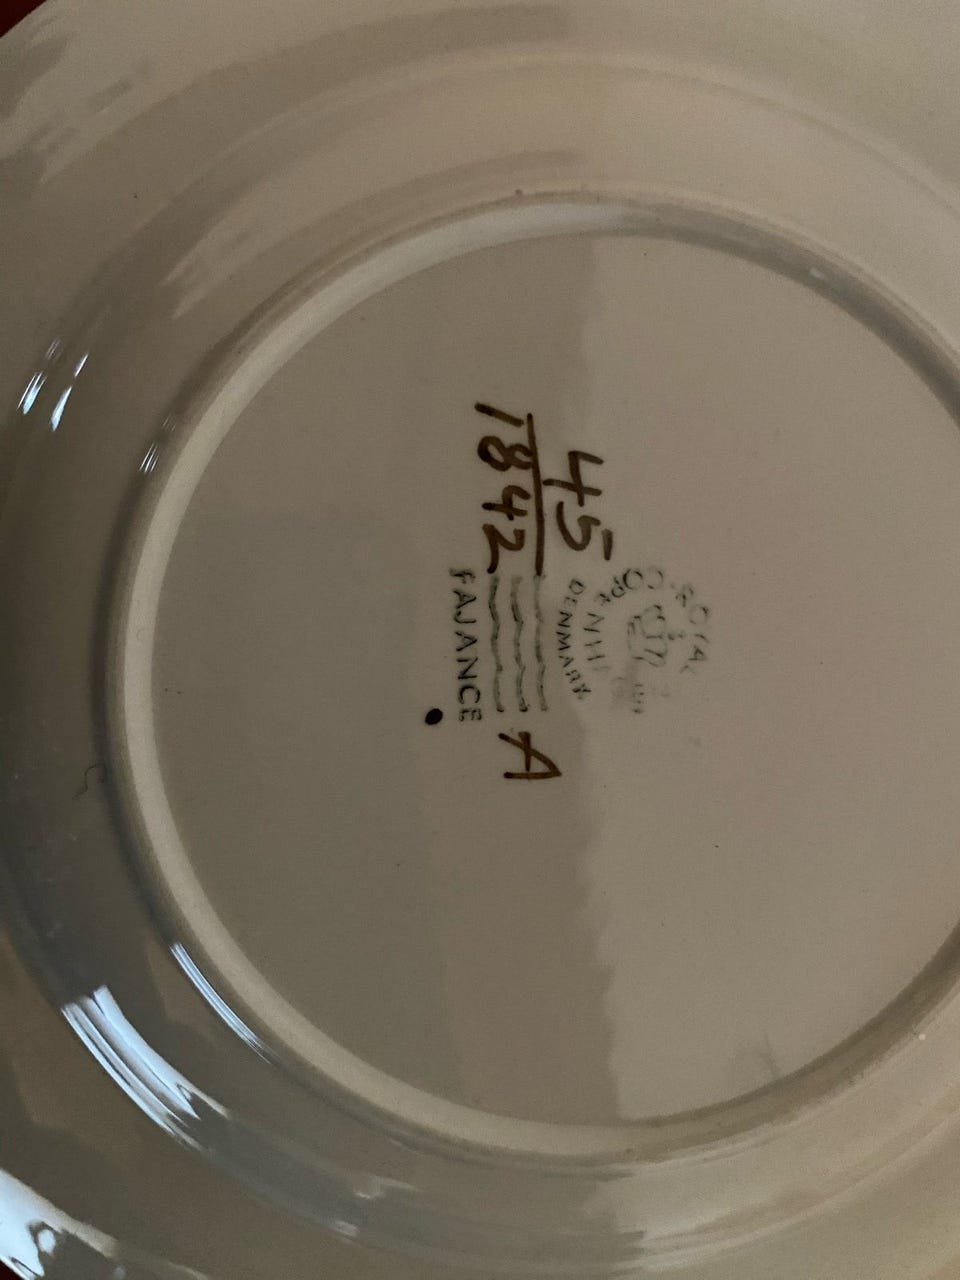 ROYAL
COPENHAGEN
DENMARK
45
1842
A
FAJANCE